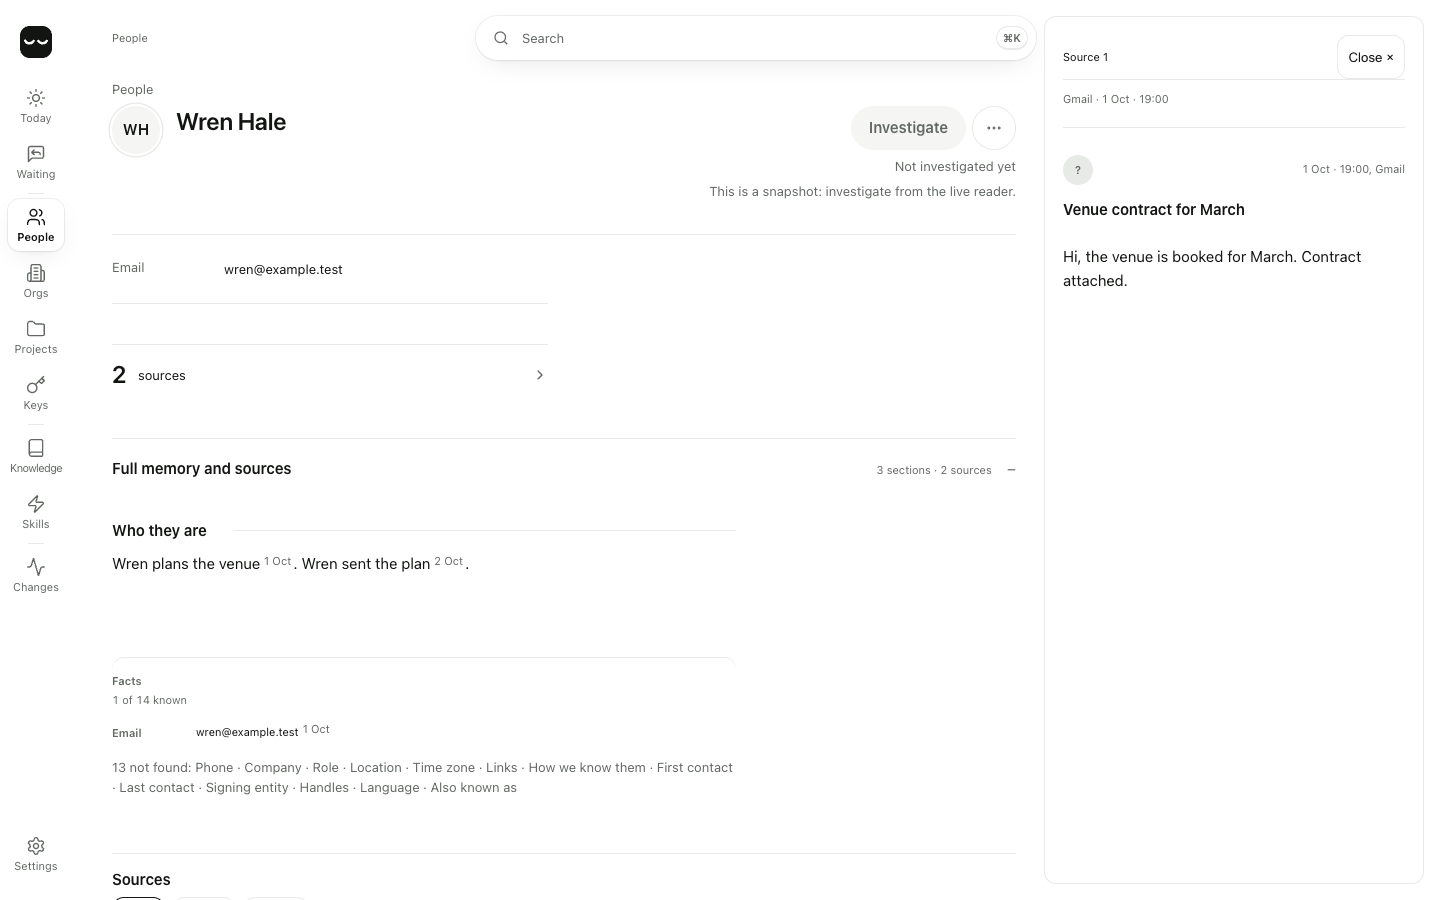 People
Search
⌘K
Today
Waiting
People
Orgs
Projects
Keys
Knowledge
Skills
Changes
Settings
People
WH
Wren Hale
Investigate
Not investigated yet
This is a snapshot: investigate from the live reader.
Email wren@example.test
2 sources
Full memory and sources
3 sections · 2 sources –
Who they are
Wren plans the venue 1 Oct . Wren sent the plan 2 Oct .
Facts
1 of 14 known
Email wren@example.test 1 Oct
13 not found: Phone · Company · Role · Location · Time zone · Links · How we know them · First contact
· Last contact · Signing entity · Handles · Language · Also known as
Sources
Source 1
Close ×
Gmail · 1 Oct · 19:00
?
1 Oct · 19:00, Gmail
Venue contract for March
Hi, the venue is booked for March. Contract
attached.